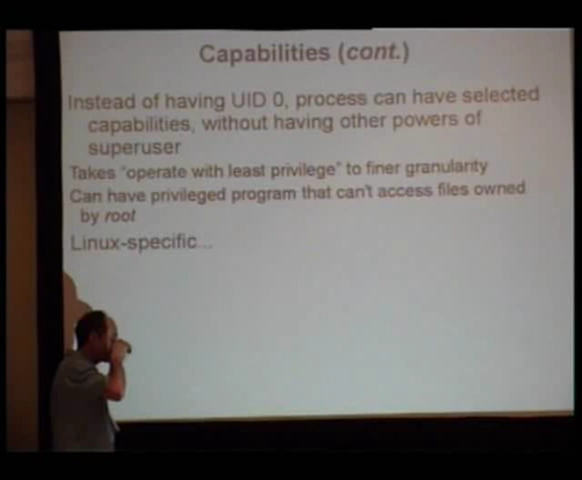 Capabilities (cont.)
Instead of having UID 0, process can have selected
capabilities, without having other powers of
superuser
Takes "operate with least privilege" to finer granularity
Can have privileged program that can't access files owned
by root
Linux-specific...